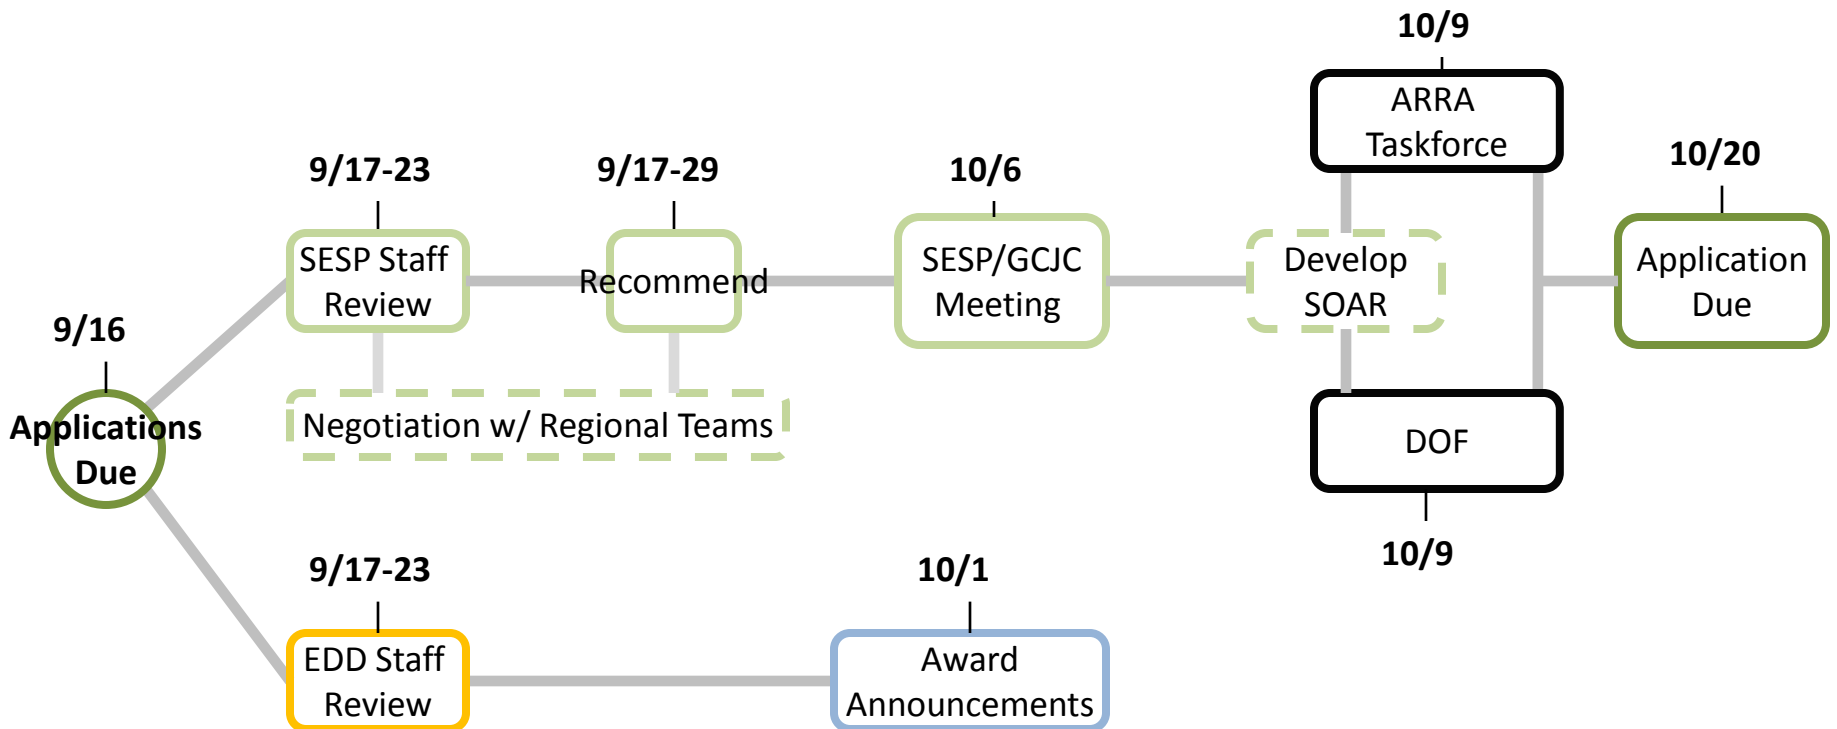 10/9
ARRA
Taskforce
9/17-23
9/17-29
10/6
10/20
SESP Staff
Review
Recommend
SESP/GCJC
Meeting
Develop
SOAR
Application
Due
9/16
Applications
Due
Negotiation w/ Regional Teams
DOF
10/9
9/17-23
10/1
EDD Staff
Review
Award
Announcements